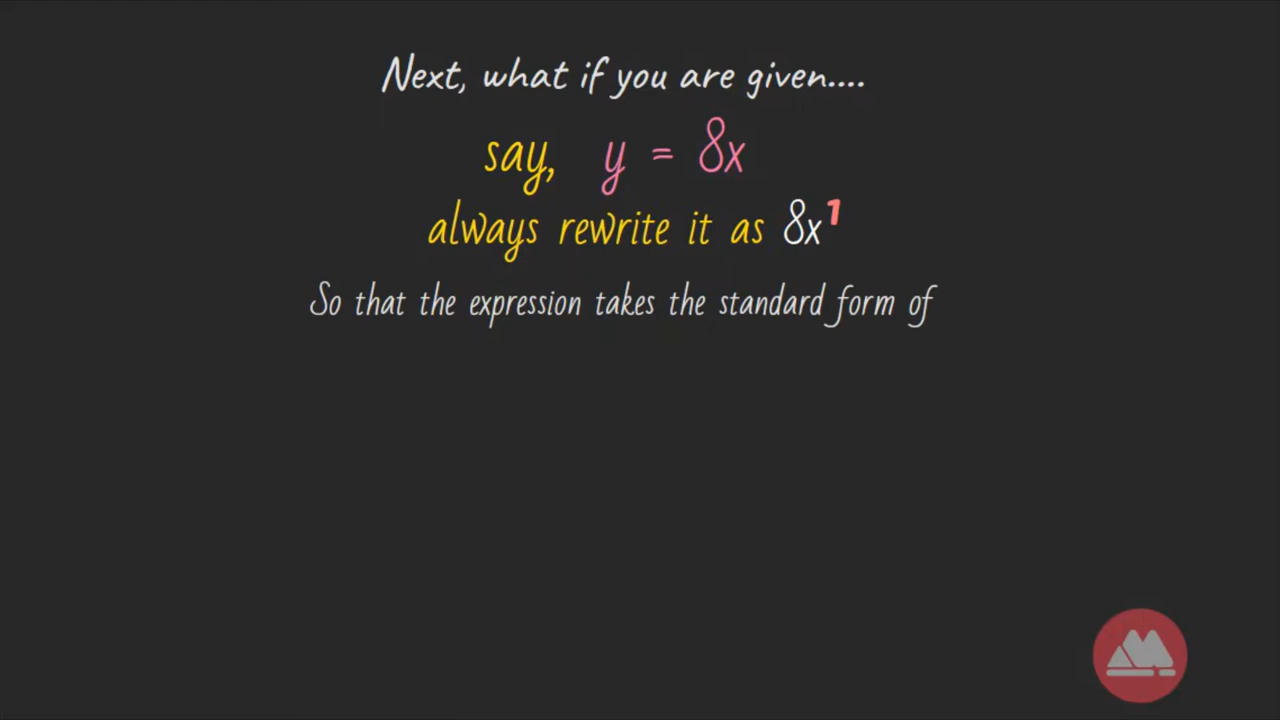 Next, what if you are given....
say, y = 8x
always rewrite it as 8x¹
So that the expression takes the standard form of